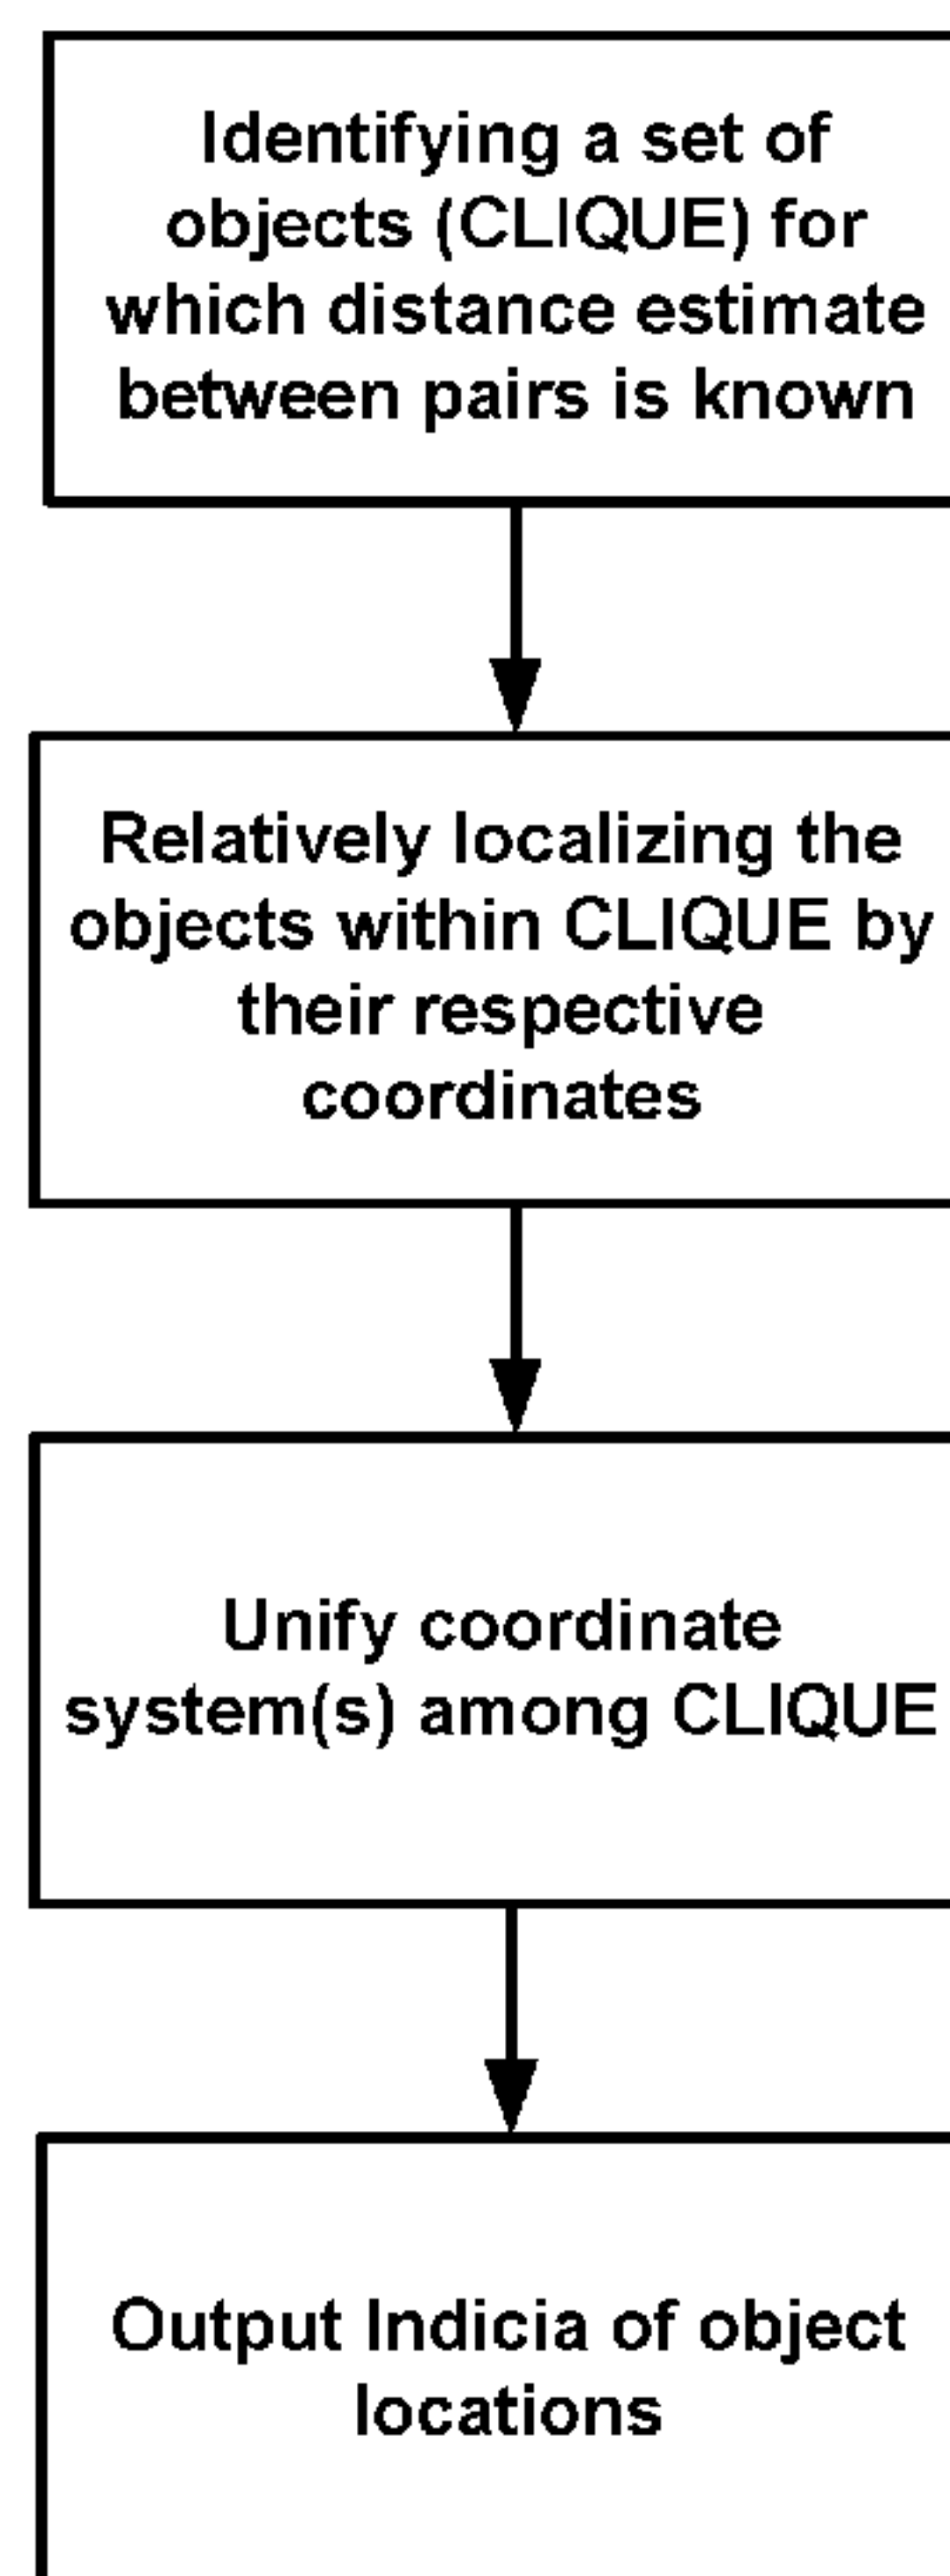 Identifying a set of
objects (CLIQUE) for
which distance estimate
between pairs is known
Relatively localizing the
objects within CLIQUE by
their respective
coordinates
Unify coordinate
system(s) among CLIQUE
Output Indicia of object
locations